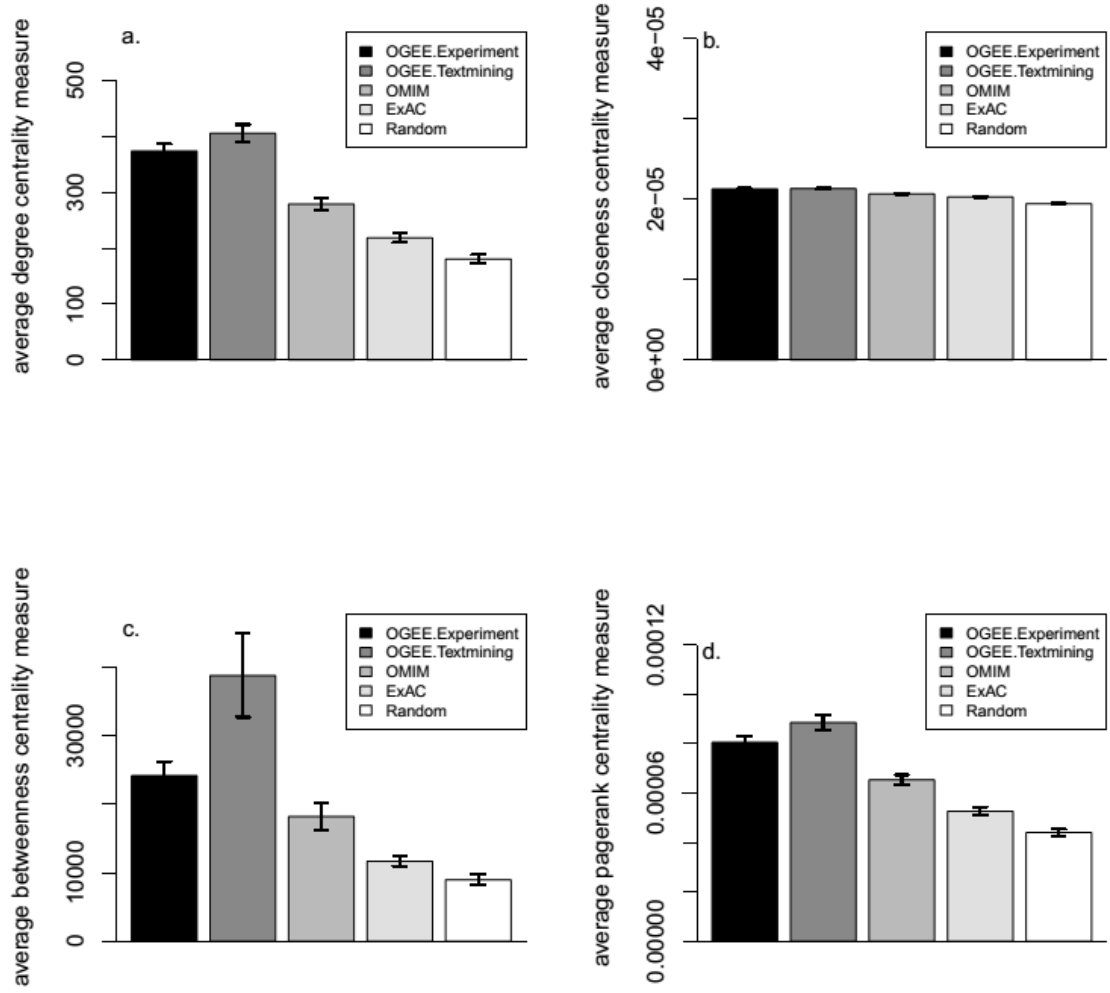 average degree centrality measure
a.
500
300
100
0
OGEE.Experiment
OGEE.Textmining
OMIM
ExAC
Random
average closeness centrality measure
b.
4e−05
2e−05
0e+00
OGEE.Experiment
OGEE.Textmining
OMIM
ExAC
Random
average betweenness centrality measure
c.
30000
10000
0
OGEE.Experiment
OGEE.Textmining
OMIM
ExAC
Random
average pagerank centrality measure
d.
0.00012
0.00006
0.00000
OGEE.Experiment
OGEE.Textmining
OMIM
ExAC
Random